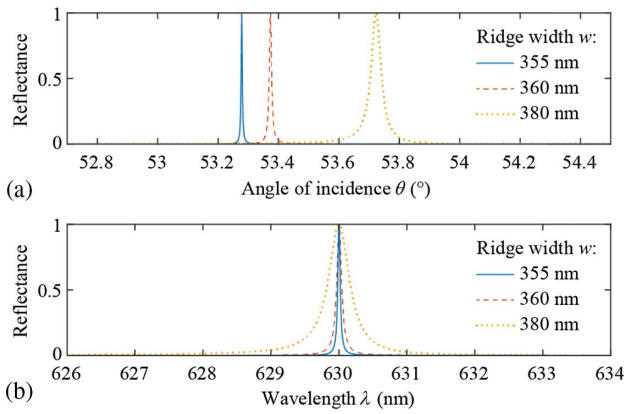 1
Ridge width w:
355 nm
0.5
360 nm
380 nm
Reflectance
0
52.8 53 53.2 53.4 53.6 53.8 54 54.2 54.4
(a)
Angle of incidence θ (°)
1
Ridge width w:
355 nm
0.5
360 nm
380 nm
Reflectance
0
626 627 628 629 630 631 632 633 634
(b)
Wavelength λ (nm)